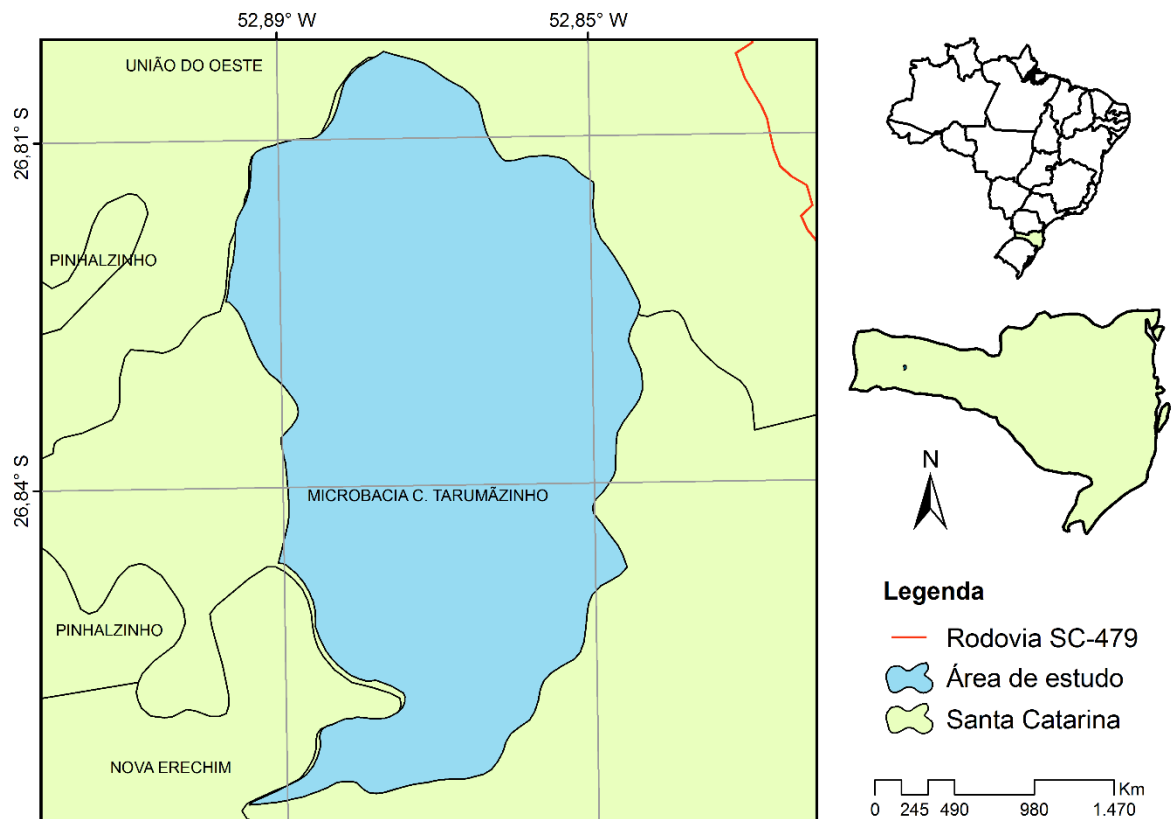 52,89° W
52,85° W
UNIÃO DO OESTE
26,81° S
PINHALZINHO
26,84° S
MICROBACIA C. TARUMÃZINHO
PINHALZINHO
NOVA ERECHIM
N
Legenda
Rodovia SC-479
Área de estudo
Santa Catarina
Km
0 245 490 980 1.470